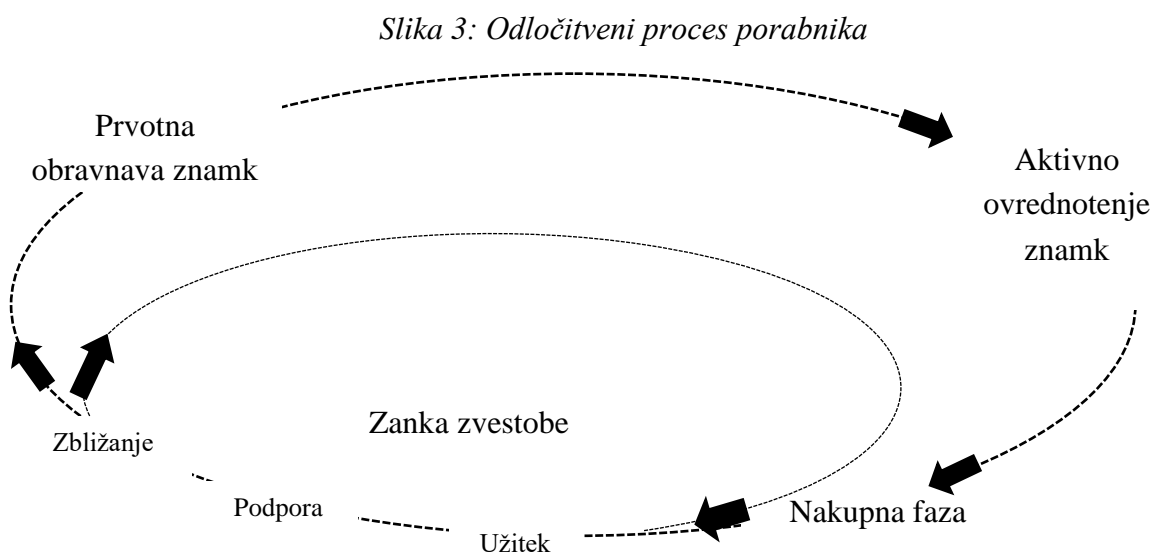 Slika 3: Odločitveni proces porabnika
Prvotna
obravnava znamk
Aktivno
ovrednotenje
znamk
Zanka zvestobe
Zbližanje
Podpora
Užitek
Nakupna faza